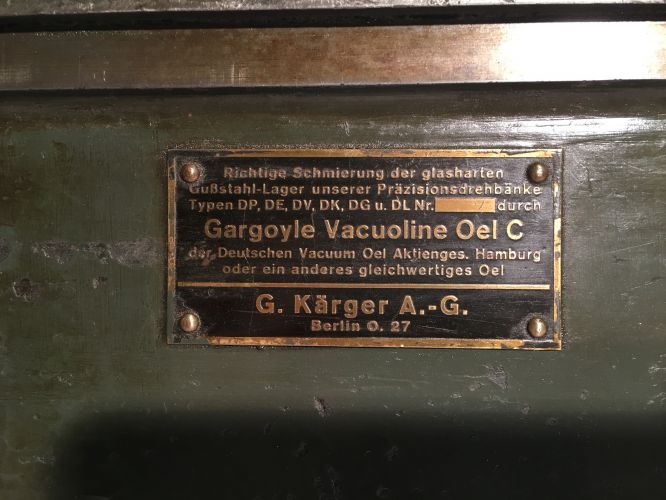 Richtige Schmierung der glasharten
Gußstahl-Lager unserer Präzisionsdrehbänke
Typen DP, DE, DV, DK, DG u. DL Nr. durch
Gargoyle Vacuoline Oel C
der Deutschen Vacuum Oel Aktienges. Hamburg
oder ein anderes gleichwertiges Oel
G. Kärger A.-G.
Berlin O. 27